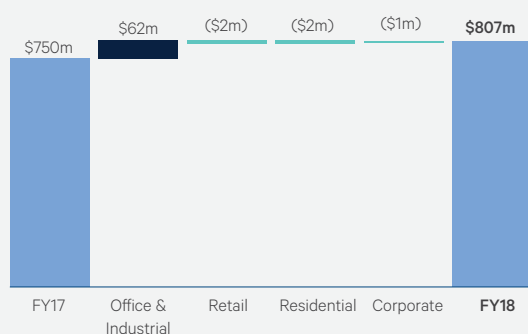 $750m
$62m
($2m)
($2m)
($1m)
$807m
FY17
Office &
Industrial
Retail
Residential
Corporate
FY18